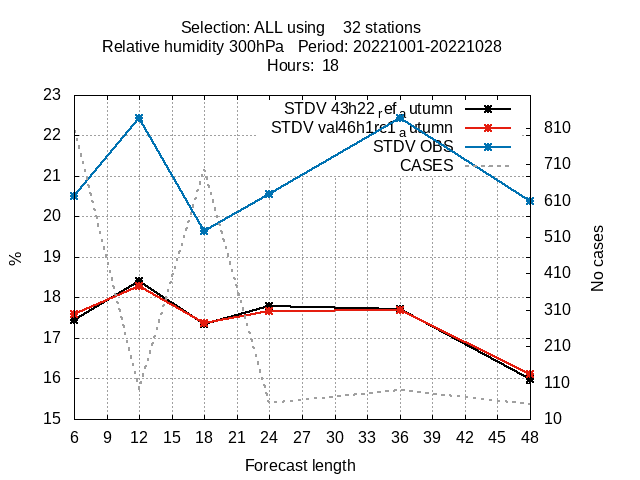 Selection: ALL using    32 stations
Relative humidity 300hPa   Period: 20221001-20221028
Hours:  18
STDV 43h22_ref_autumn
STDV val46h1ref_autumn
STDV OBS
CASES
%
No cases
23
22
21
20
19
18
17
16
15
810
710
610
510
410
310
210
110
10
6 9 12 15 18 21 24 27 30 33 36 39 42 45 48
Forecast length